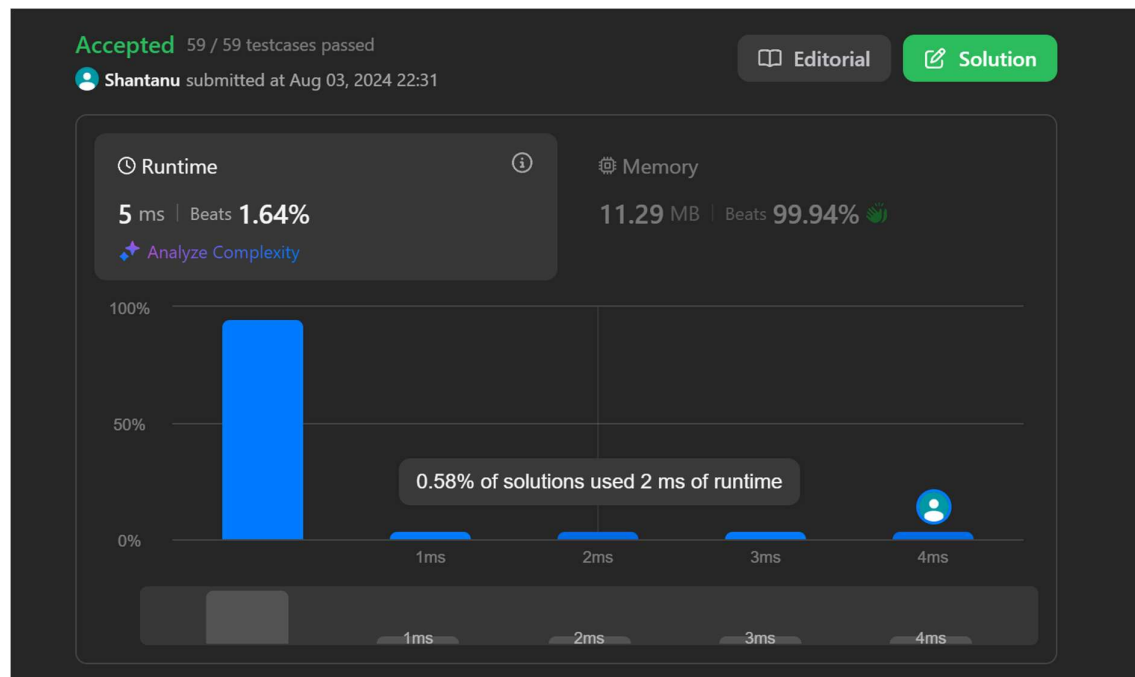 Accepted 59 / 59 testcases passed
Shantanu submitted at Aug 03, 2024 22:31
Editorial
Solution
Runtime
5 ms | Beats 1.64%
Analyze Complexity
Memory
11.29 MB | Beats 99.94%
100%
50%
0%
0.58% of solutions used 2 ms of runtime
1ms 2ms 3ms 4ms
1ms 2ms 3ms 4ms